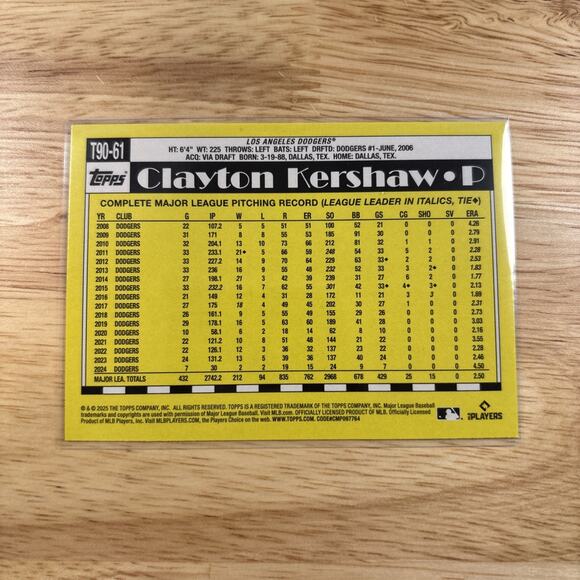 T90-61
LOS ANGELES DODGERS®
HT: 6'4" WT: 225 THROWS: LEFT BATS: LEFT DRFTD: DODGERS #1-JUNE, 2006
ACQ: VIA DRAFT BORN: 3-19-88, DALLAS, TEX. HOME: DALLAS, TEX.
topps Clayton Kershaw • P
COMPLETE MAJOR LEAGUE PITCHING RECORD (LEAGUE LEADER IN ITALICS, TIE♦)
YR CLUB G IP W L R ER SO BB GS CG SHO SV ERA
2008 DODGERS 22 107.2 5 5 51 51 100 52 21 0 0 0 4.26
2009 DODGERS 31 171 8 8 55 53 185 91 30 0 0 0 2.79
2010 DODGERS 32 204.1 13 10 73 66 212 81 32 1 1 0 2.91
2011 DODGERS 33 233.1 21♦ 5 66 59 248 54 33 5 2 0 2.28
2012 DODGERS 33 227.2 14 9 70 64 229 63 33♦ 2 2 0 2.53
2013 DODGERS 33 236 16 9 55 48 232 52 33 3 2♦ 0 1.83
2014 DODGERS 27 198.1 21 3 42 39 239 31 27 6 2 0 1.77
2015 DODGERS 33 232.2 16 7 62 55 301 42 33♦ 4♦ 3♦ 0 2.13
2016 DODGERS 21 149 12 4 31 28 172 11 21 3 3 0 1.69
2017 DODGERS 27 175 18 4 49 45 202 30 27 1 0 0 2.31
2018 DODGERS 26 161.1 9 5 55 49 155 29 26 0 0 0 2.73
2019 DODGERS 29 178.1 16 5 63 60 189 41 28 0 0 0 3.03
2020 DODGERS 10 58.1 6 2 18 14 62 8 10 0 0 0 2.16
2021 DODGERS 22 121.2 10 8 51 48 144 21 22 0 0 0 3.55
2022 DODGERS 22 126.1 12 3 36 32 137 23 22 0 0 0 2.28
2023 DODGERS 24 131.2 13 5 39 36 137 40 24 0 0 0 2.46
2024 DODGERS 7 30 2 2 19 15 24 9 7 0 0 0 4.50
MAJOR LEA. TOTALS 432 2742.2 212 94 835 762 2968 678 429 25 15 0 2.50
® & © 2025 THE TOPPS COMPANY, INC. ALL RIGHTS RESERVED. TOPPS IS A REGISTERED TRADEMARK OF THE TOPPS COMPANY, INC. Major League Baseball
trademarks and copyrights are used with permission of Major League Baseball. Visit MLB.com. OFFICIALLY LICENSED PRODUCT OF MLB PLAYERS, INC. Officially Licensed
Product of MLB Players, Inc. Visit MLBPLAYERS.com, the Players Choice on the web. WWW.TOPPS.COM. CODE#CMP097764
PLAYERS